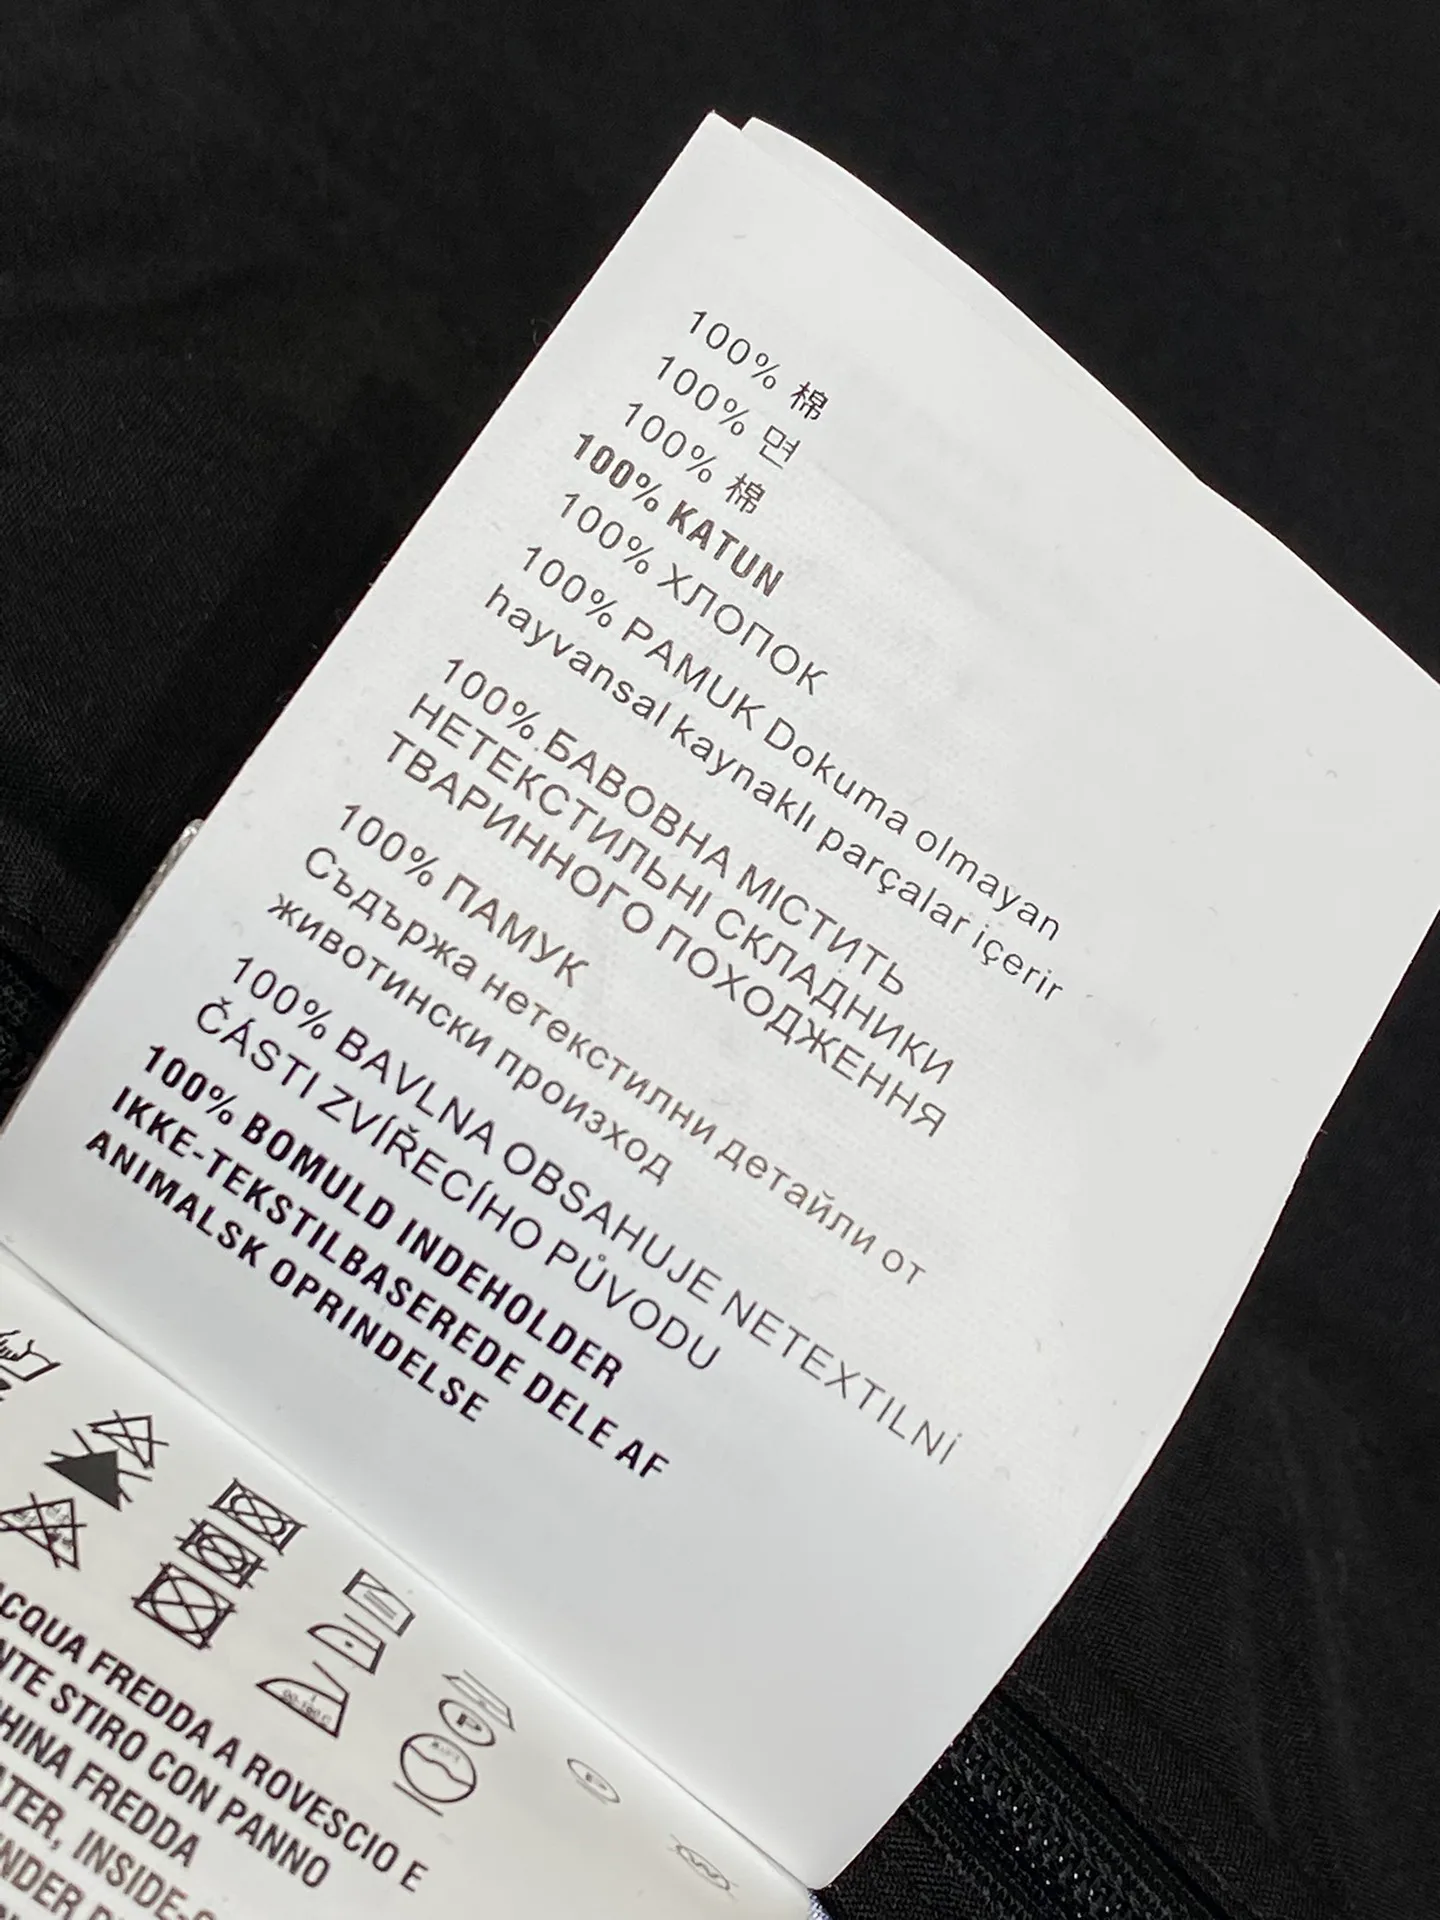 100% 棉
100% 면
100% 棉
100% KATUN
100% ХЛОПОК
100% PAMUK Dokuma olmayan
hayvansal kaynaklı parçalar içerir
100% БАВОВНА МІСТИТЬ
НЕТЕКСТИЛЬНІ СКЛАДНИКИ
ТВАРИННОГО ПОХОДЖЕННЯ
100% ПАМУК
Съдържа нетекстилни детайли от
животински произход
100% BAVLNA OBSAHUJE NETEXTILNÍ
ČÁSTI ZVÍŘECÍHO PŮVODU
100% BOMULD INDEHOLDER
IKKE-TEKSTILBASEREDE DELE AF
ANIMALSK OPRINDELSE
P
P
W
ACQUA FREDDA A ROVESCIO E
STIRO CON PANNO
FREDDA
INSIDE-